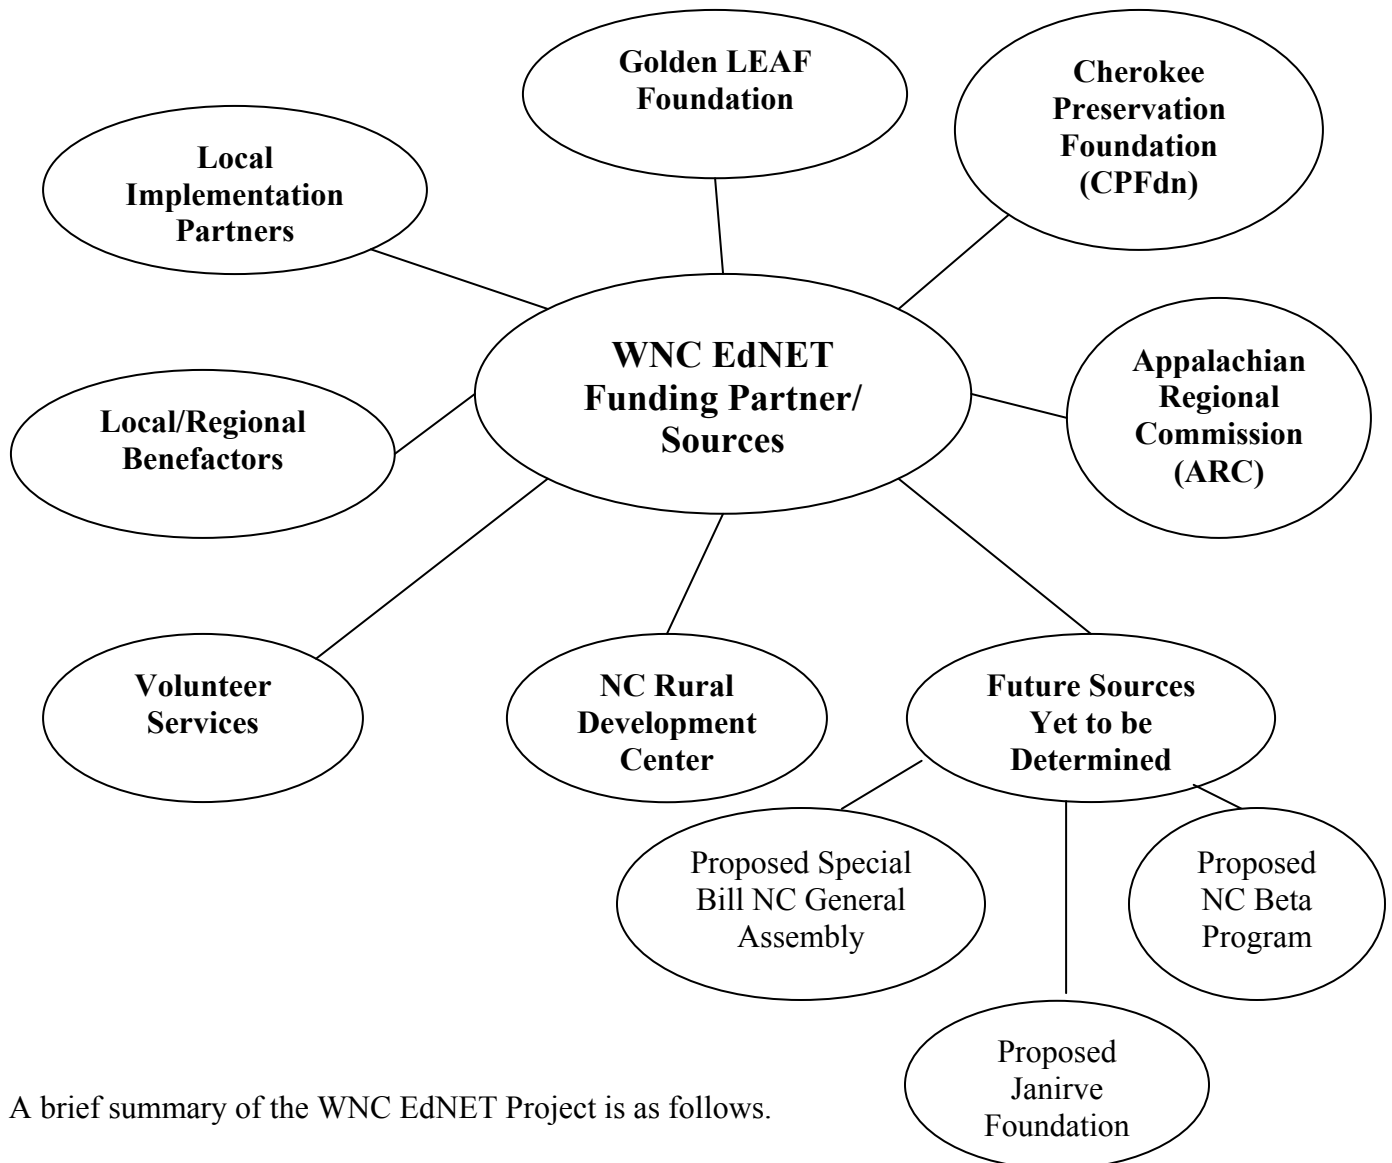 Golden LEAF
Foundation
Cherokee
Preservation
Foundation
(CPFdn)
Local
Implementation
Partners
WNC EdNET
Funding Partner/
Sources
Appalachian
Regional
Commission
(ARC)
Local/Regional
Benefactors
Volunteer
Services
NC Rural
Development
Center
Future Sources
Yet to be
Determined
Proposed Special
Bill NC General
Assembly
Proposed
NC Beta
Program
Proposed
Janirve
Foundation
A brief summary of the WNC EdNET Project is as follows.